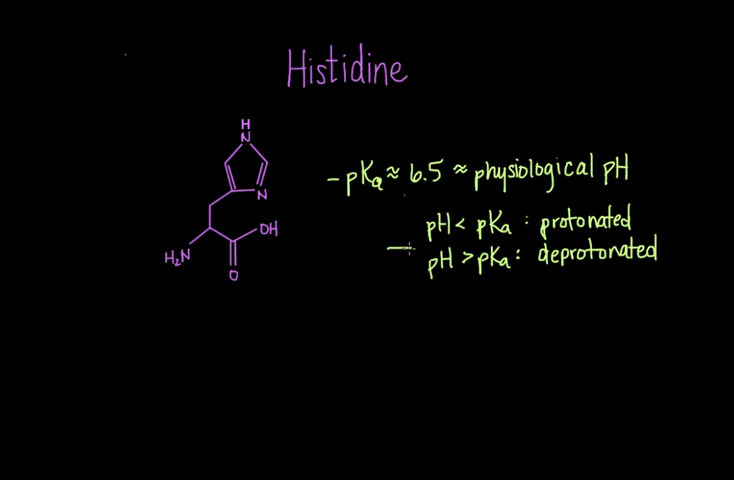 Histidine
H
N
N
OH
H₂N
O
- pKa ≈ 6.5 ≈ physiological pH
pH < pKa : protonated
pH > pKa : deprotonated